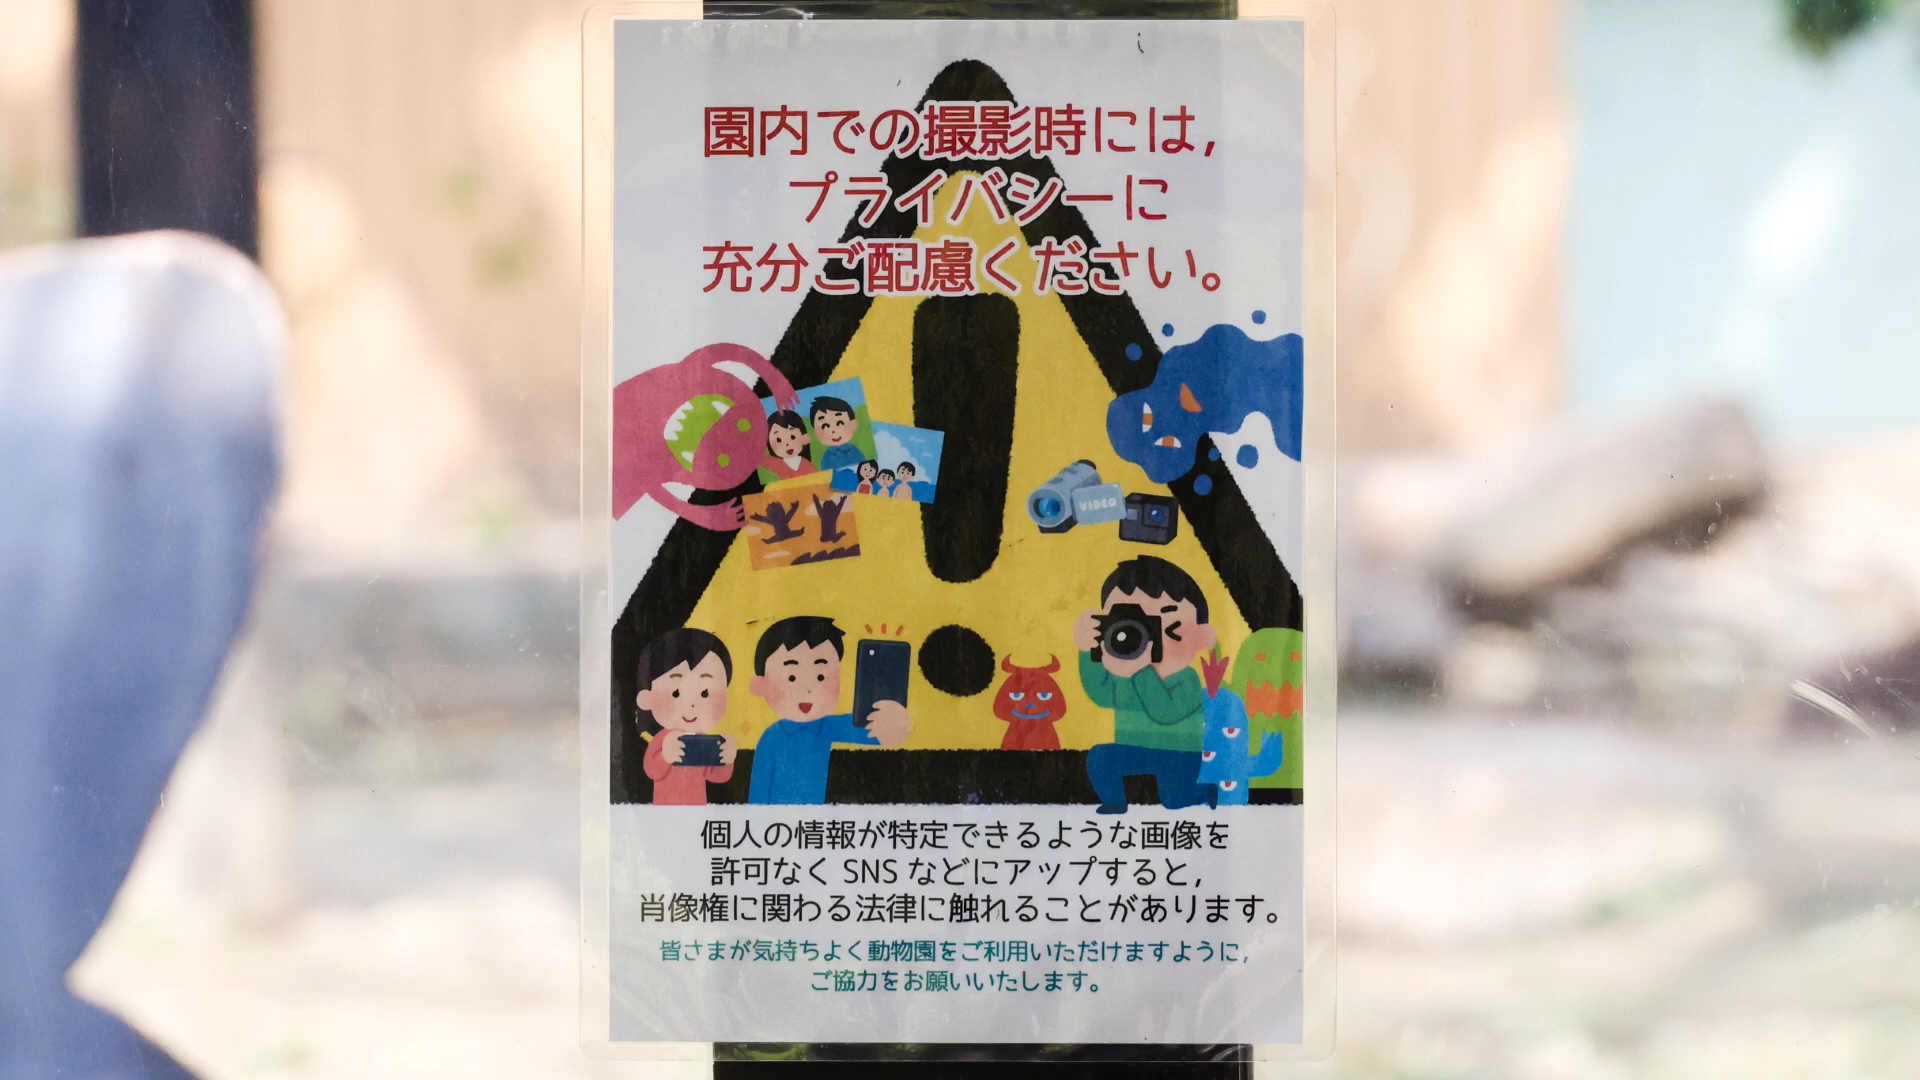 園内での撮影時には,
プライバシーに
充分ご配慮ください。
VIDEO
個人の情報が特定できるような画像を
許可なく SNS などにアップすると,
肖像権に関わる法律に触れることがあります。
皆さまが気持ちよく動物園をご利用いただけますように,
ご協力をお願いいたします。